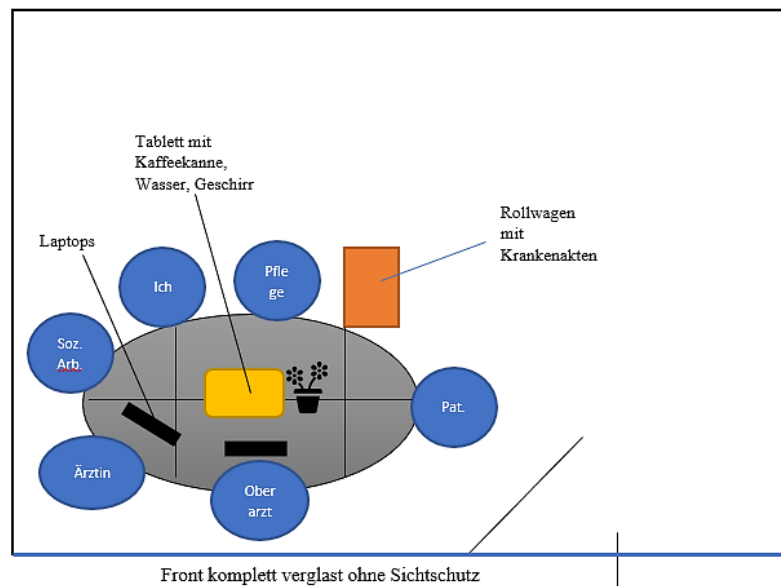 Tablett mit
Kaffeekanne,
Wasser, Geschirr
Rollwagen
mit
Krankenakten
Laptops
Ich
Pfle
ge
Soz.
Arb.
Pat.
Ärztin
Ober
arzt
Front komplett verglast ohne Sichtschutz